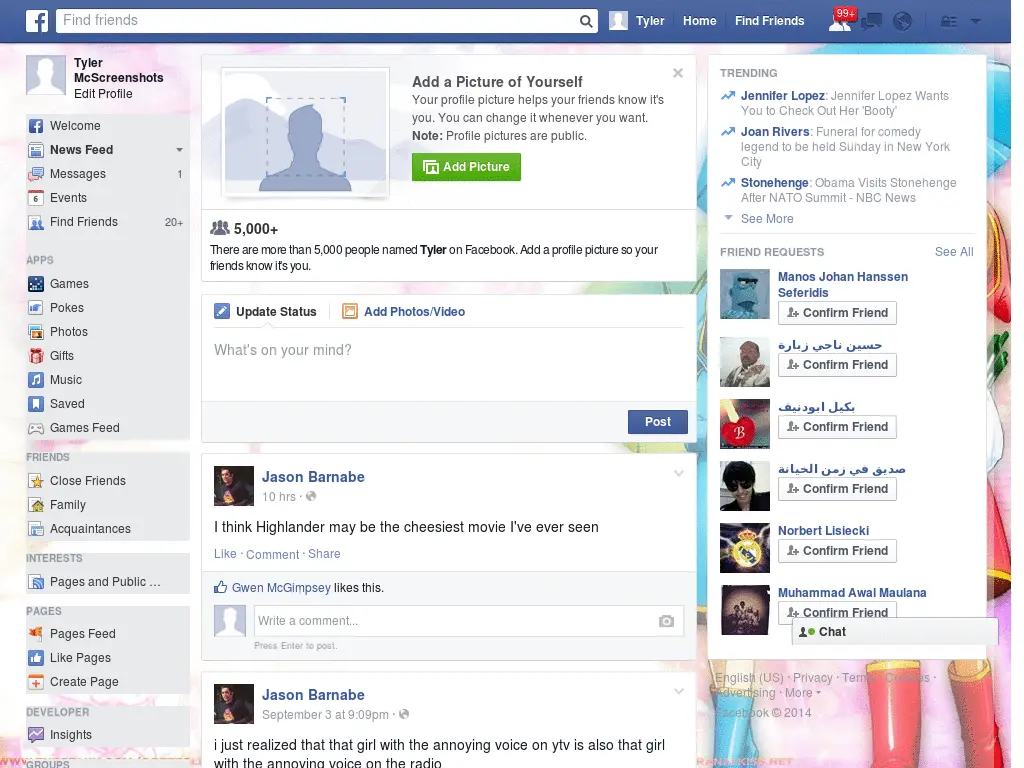 Find friends
Tyler
Home
Find Friends
99+
Tyler
McScreenshots
Edit Profile
Welcome
News Feed
Messages 1
Events
Find Friends 20+
APPS
Games
Pokes
Photos
Gifts
Music
Saved
Games Feed
FRIENDS
Close Friends
Family
Acquaintances
INTERESTS
Pages and Public ...
PAGES
Pages Feed
Like Pages
Create Page
DEVELOPER
Insights
GROUPS
Add a Picture of Yourself
Your profile picture helps your friends know it's
you. You can change it whenever you want.
Note: Profile pictures are public.
Add Picture
5,000+
There are more than 5,000 people named Tyler on Facebook. Add a profile picture so your
friends know it's you.
Update Status
Add Photos/Video
What's on your mind?
Post
Jason Barnabe
10 hrs ·
I think Highlander may be the cheesiest movie I've ever seen
Like · Comment · Share
Gwen McGimpsey likes this.
Write a comment...
Press Enter to post.
Jason Barnabe
September 3 at 9:09pm ·
i just realized that that girl with the annoying voice on ytv is also that girl
with the annoying voice on the radio
TRENDING
Jennifer Lopez: Jennifer Lopez Wants
You to Check Out Her 'Booty'
Joan Rivers: Funeral for comedy
legend to be held Sunday in New York
City
Stonehenge: Obama Visits Stonehenge
After NATO Summit - NBC News
See More
FRIEND REQUESTS
See All
Manos Johan Hanssen
Seferidis
Confirm Friend
حسين ناجي زبارة
Confirm Friend
بكيل ابودنيف
Confirm Friend
صديق في زمن الخيانة
Confirm Friend
Norbert Lisiecki
Confirm Friend
Muhammad Awal Maulana
Confirm Friend
Chat
English (US) · Privacy · Terms · Cookies ·
Advertising · More
Facebook © 2014